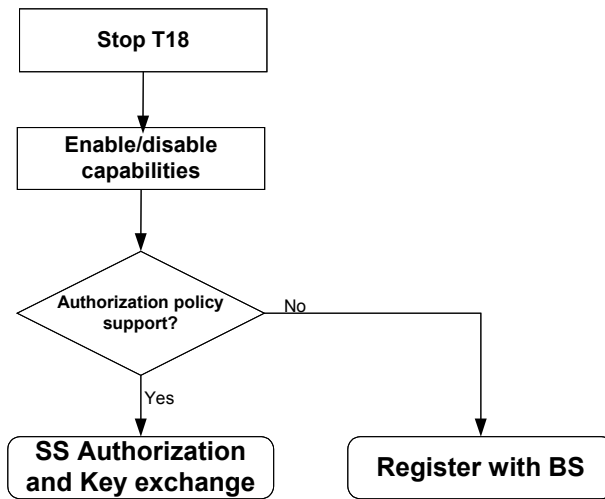 Stop T18
Enable/disable
capabilities
Authorization policy
support?
No
Yes
SS Authorization
and Key exchange
Register with BS